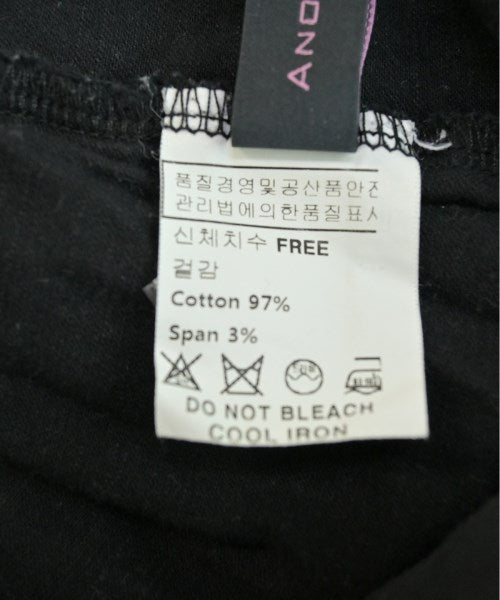 ANO
품질경영및공산품안전
관리법에의한품질표시
신체치수 FREE
겉감
Cotton 97%
Span 3%
DO NOT BLEACH
COOL IRON